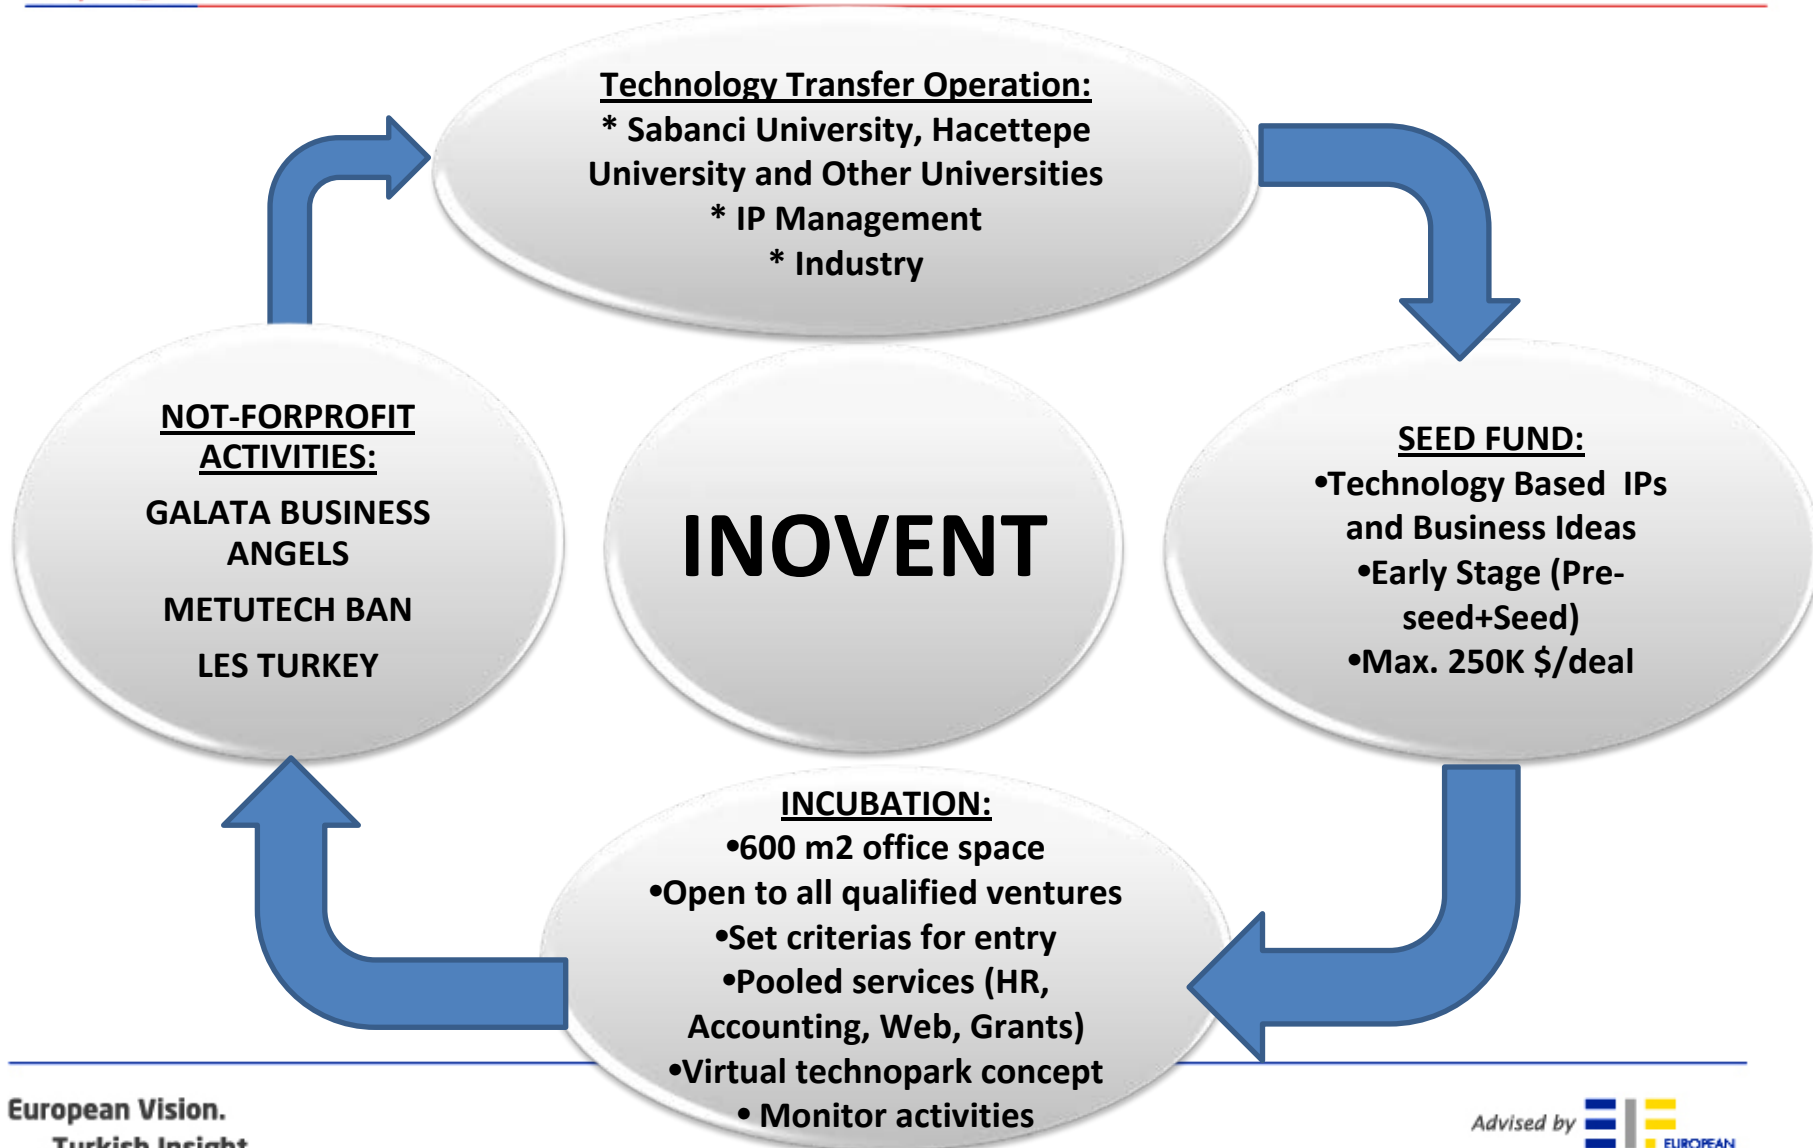 Technology Transfer Operation:
* Sabanci University, Hacettepe
University and Other Universities
* IP Management
* Industry
NOT-FORPROFIT
ACTIVITIES:
GALATA BUSINESS
ANGELS
METUTECH BAN
LES TURKEY
INOVENT
SEED FUND:
•Technology Based  IPs
and Business Ideas
•Early Stage (Pre-
seed+Seed)
•Max. 250K $/deal
INCUBATION:
•600 m2 office space
•Open to all qualified ventures
•Set criterias for entry
•Pooled services (HR,
Accounting, Web, Grants)
•Virtual technopark concept
• Monitor activities
European Vision.
Turkish Insight
Advised by
EUROPEAN